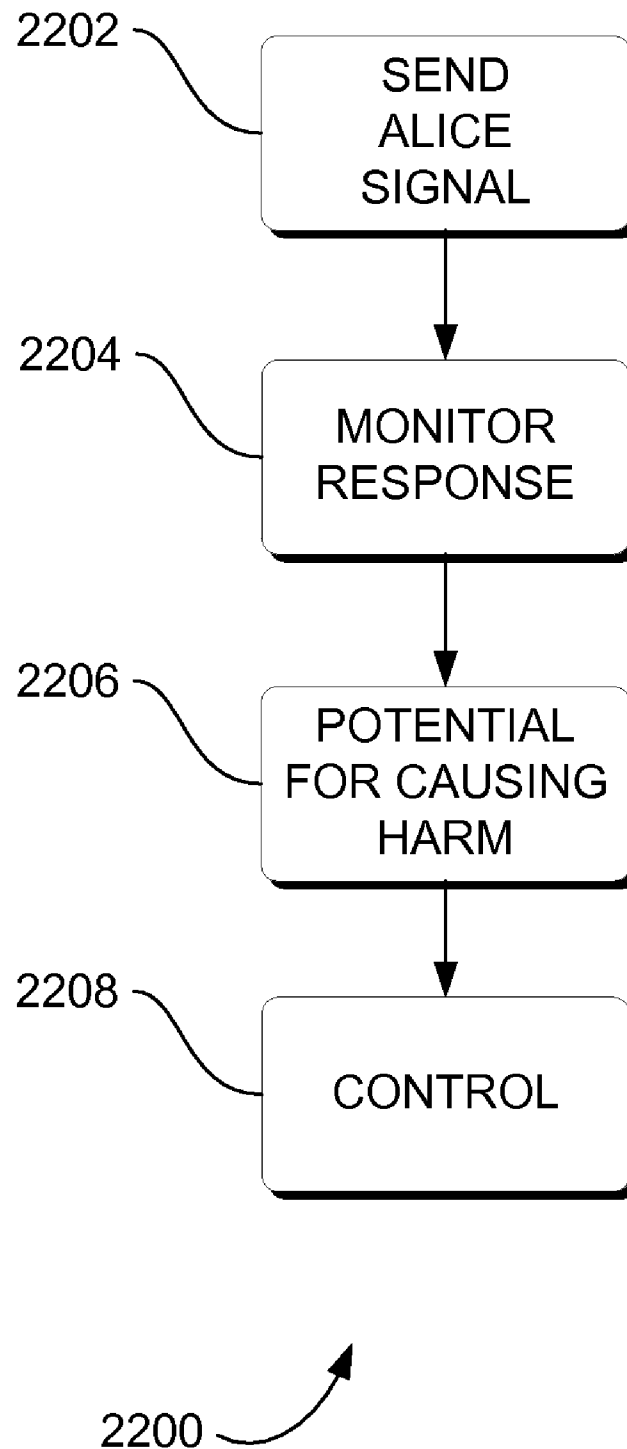 2202
SEND
ALICE
SIGNAL
2204
MONITOR
RESPONSE
2206
POTENTIAL
FOR CAUSING
HARM
2208
CONTROL
2200